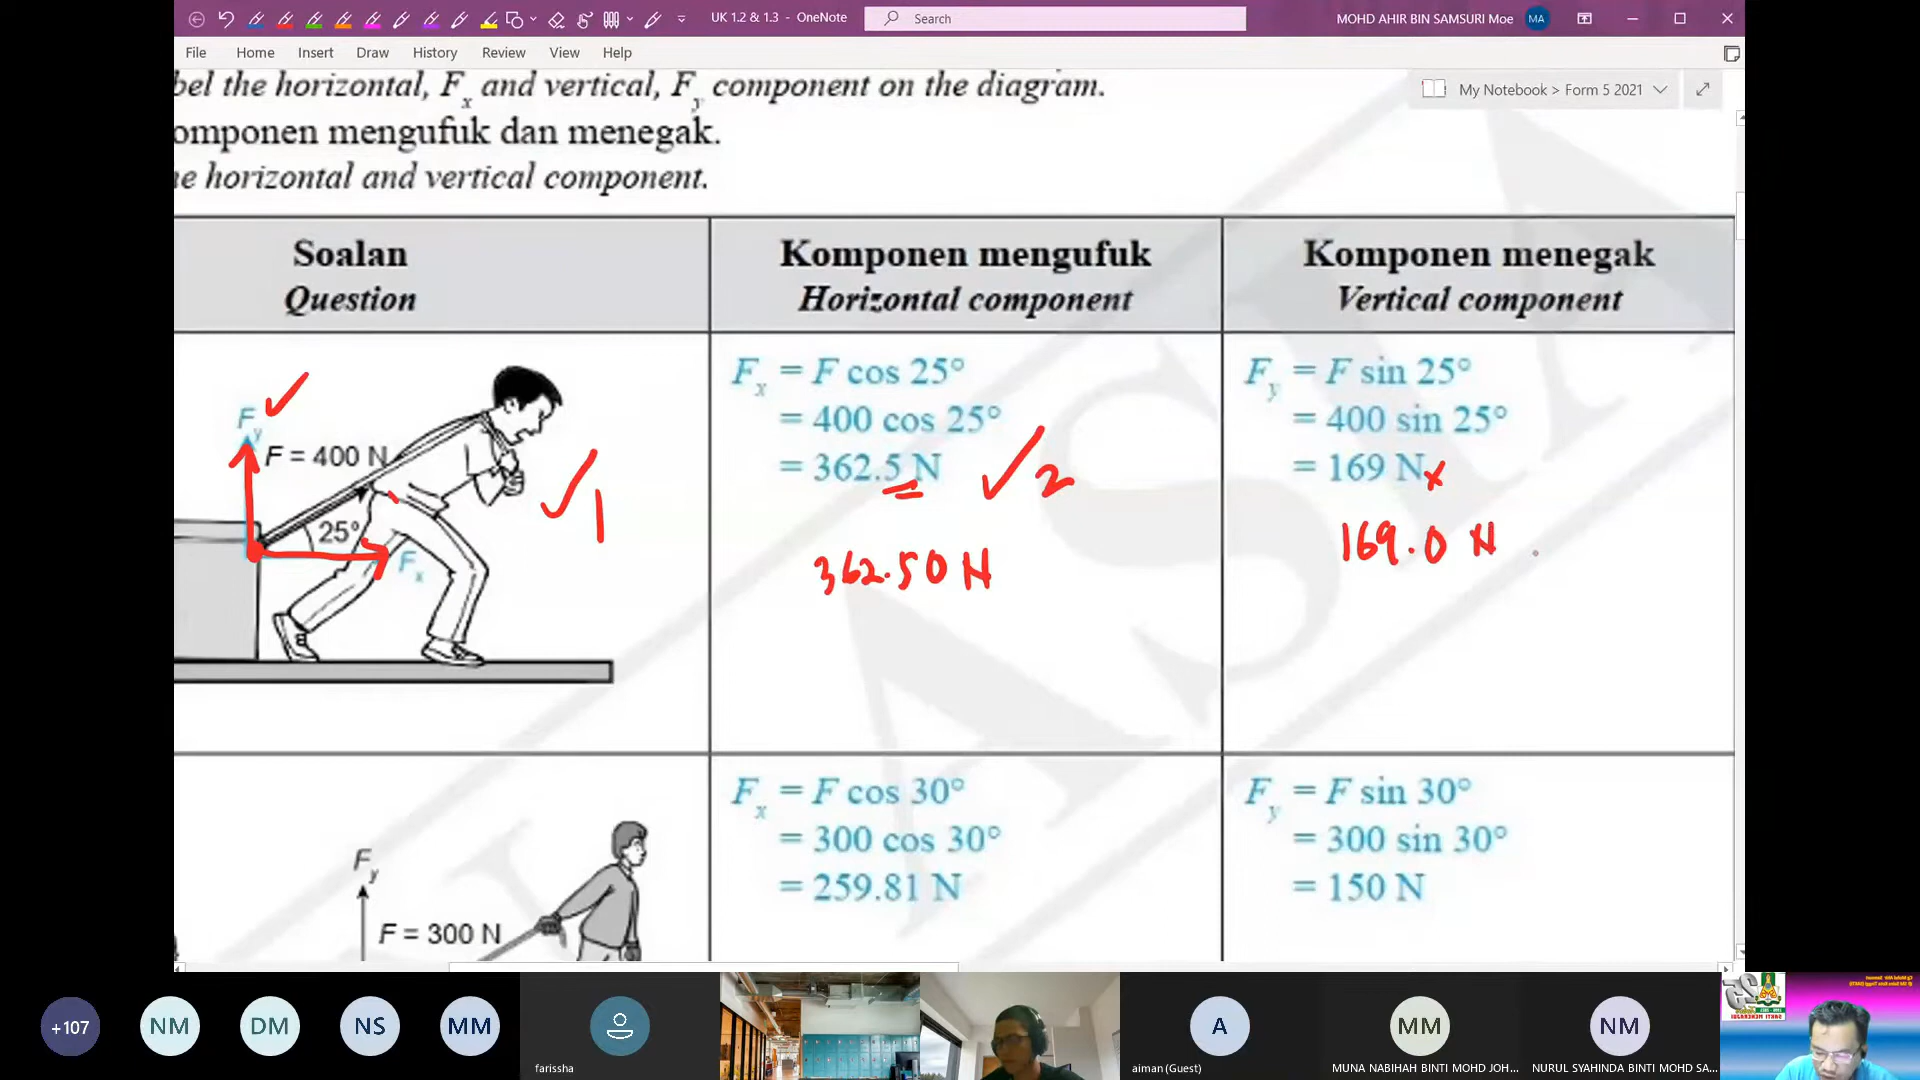 UK 1.2 & 1.3 - OneNote
Search
MOHD AHIR BIN SAMSURI Moe
MA
File Home Insert Draw History Review View Help
My Notebook > Form 5 2021
bel the horizontal, Fx and vertical, Fy component on the diagram.
omponen mengufuk dan menegak.
ne horizontal and vertical component.
Soalan
Question
Komponen mengufuk
Horizontal component
Komponen menegak
Vertical component
Fy
F = 400 N
25°
Fx
1
Fx = F cos 25°
= 400 cos 25°
= 362.5 N
2
362.50 N
Fy = F sin 25°
= 400 sin 25°
= 169 N
x
169.0 N
Fy
F = 300 N
Fx = F cos 30°
= 300 cos 30°
= 259.81 N
Fy = F sin 30°
= 300 sin 30°
= 150 N
+107
NM
DM
NS
MM
farissha
A
aiman (Guest)
MM
MUNA NABIHAH BINTI MOHD JOH...
NM
NURUL SYAHINDA BINTI MOHD SA...